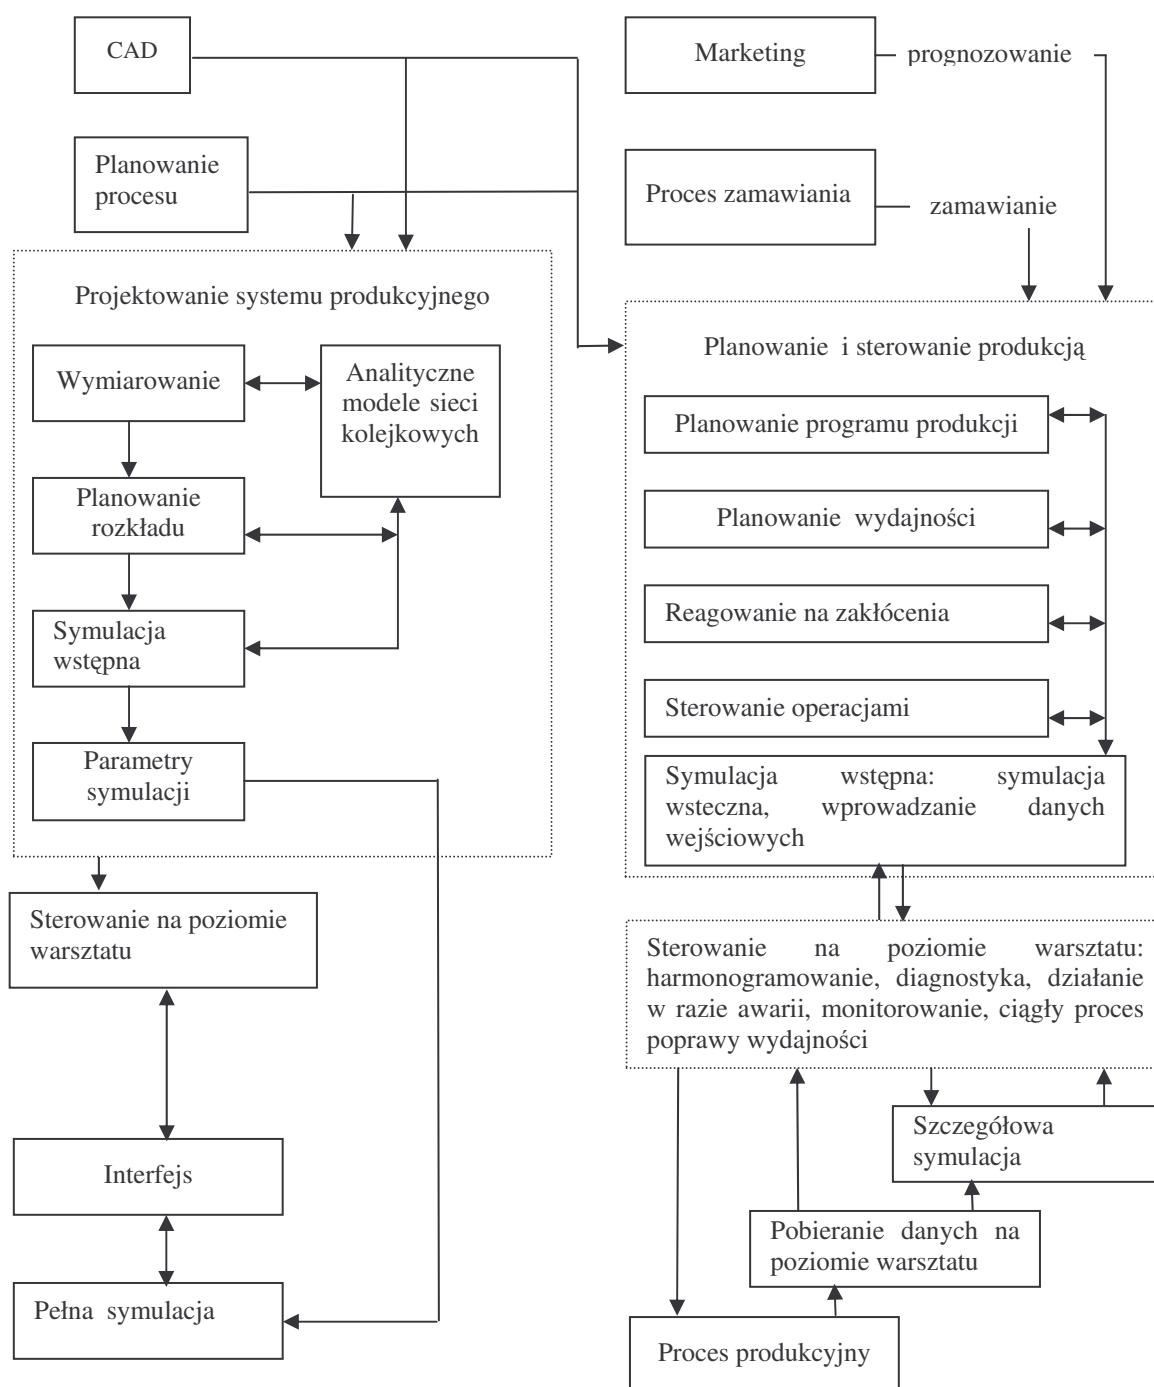 CAD
Planowanie
procesu
Projektowanie systemu produkcyjnego
Wymiarowanie
Analityczne
modele sieci
kolejkowych
Planowanie
rozkładu
Symulacja
wstępna
Parametry
symulacji
Sterowanie na poziomie
warsztatu
Interfejs
Pełna symulacja
Marketing
prognozowanie
Proces zamawiania
zamawianie
Planowanie i sterowanie produkcją
Planowanie programu produkcji
Planowanie wydajności
Reagowanie na zakłócenia
Sterowanie operacjami
Symulacja wstępna: symulacja
wsteczna, wprowadzanie danych
wejściowych
Sterowanie na poziomie warsztatu:
harmonogramowanie, diagnostyka, działanie
w razie awarii, monitorowanie, ciągły proces
poprawy wydajności
Szczegółowa
symulacja
Pobieranie danych na
poziomie warsztatu
Proces produkcyjny